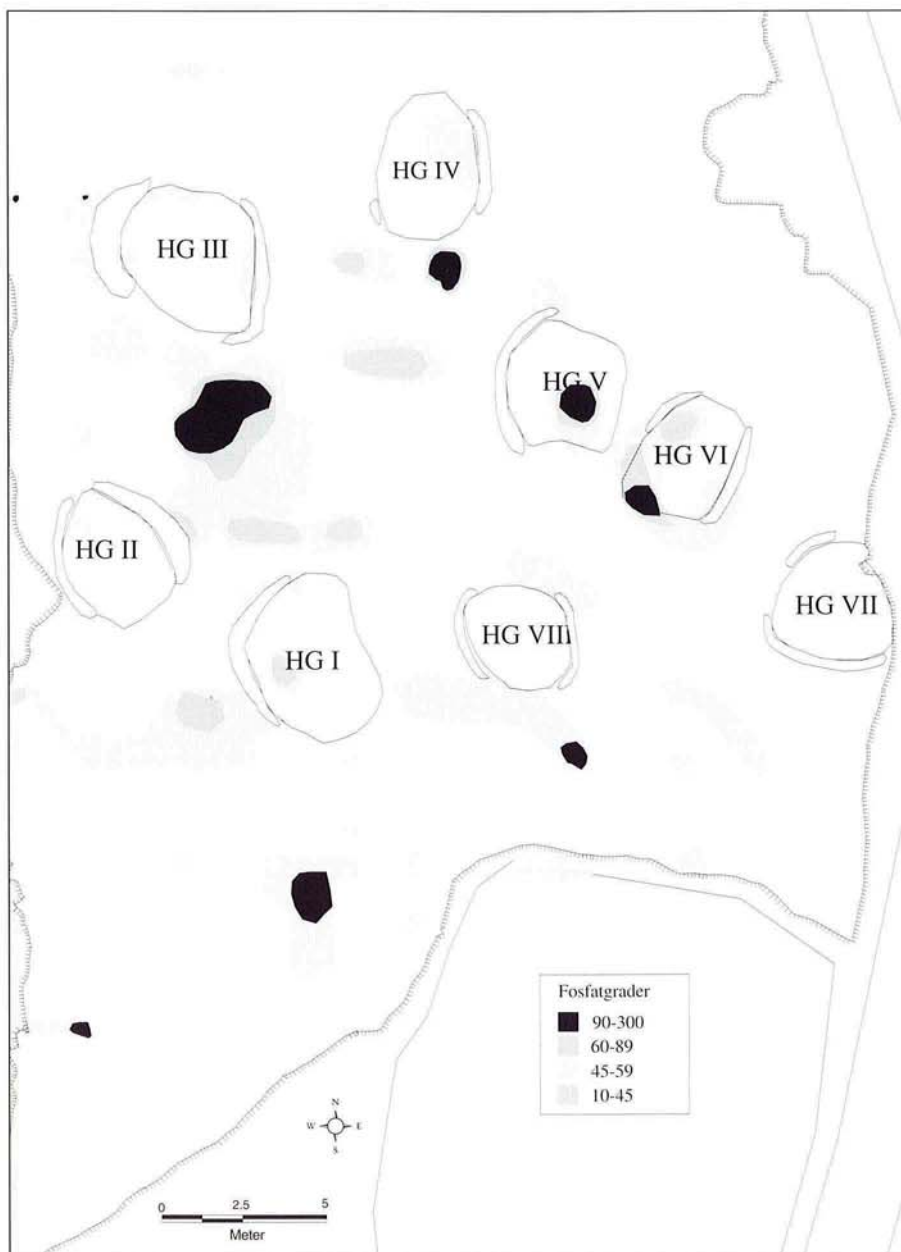 HG IV
HG III
HG V
HG VI
HG II
HG VII
HG VIII
HG I
Fosfatgrader
90-300
60-89
45-59
10-45
N
W E
S
0 2.5 5
Meter